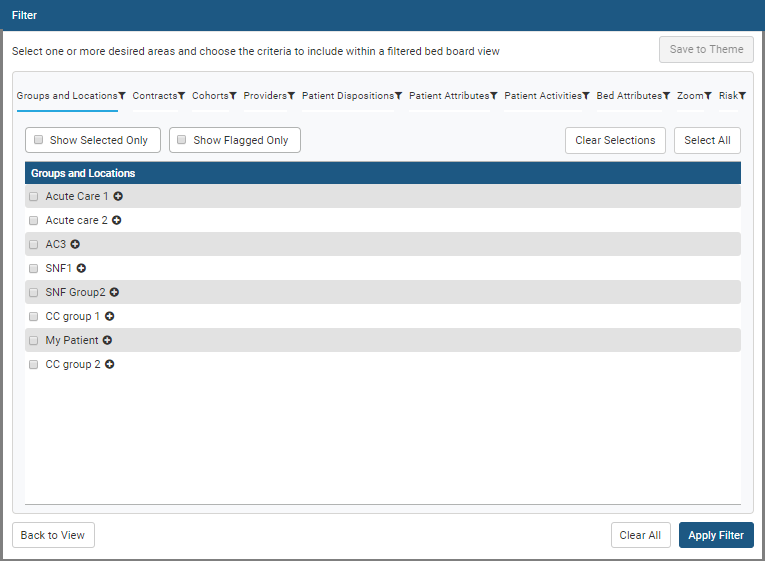 Filter
Select one or more desired areas and choose the criteria to include within a filtered bed board view
Save to Theme
Groups and Locations Contracts Cohorts Providers Patient Dispositions Patient Attributes Patient Activities Bed Attributes Zoom Risk
Show Selected Only Show Flagged Only Clear Selections Select All
Groups and Locations
Acute Care 1
Acute care 2
AC3
SNF1
SNF Group2
CC group 1
My Patient
CC group 2
Back to View Clear All Apply Filter